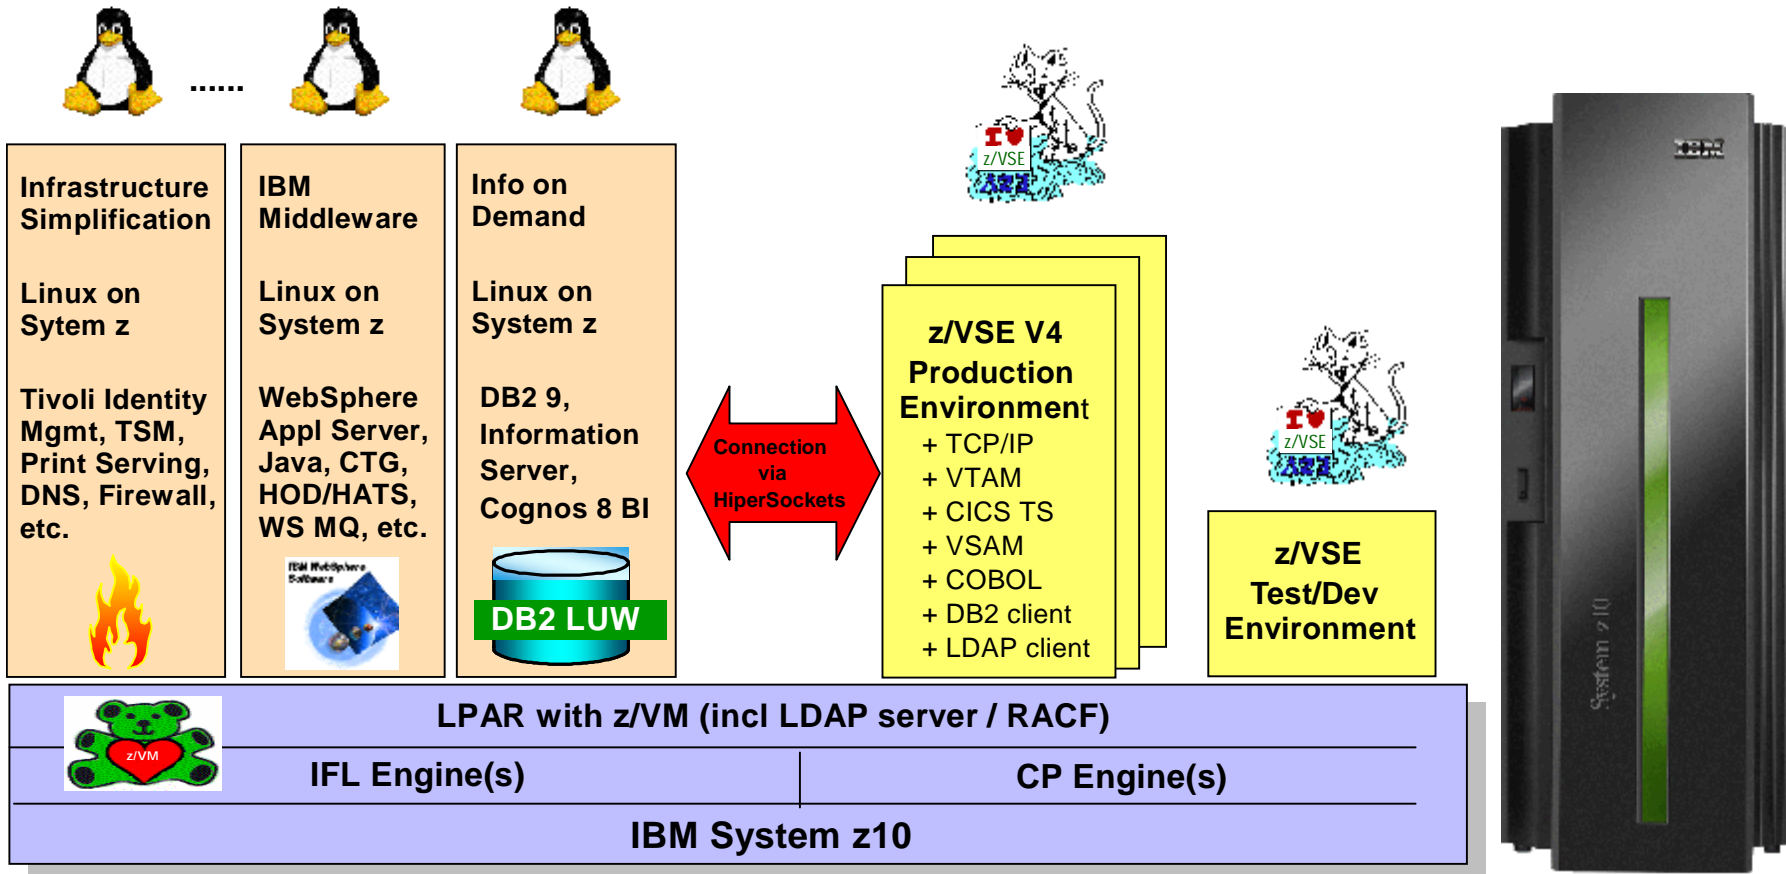 ......
Infrastructure
Simplification
Linux on
Sytem z
Tivoli Identity
Mgmt, TSM,
Print Serving,
DNS, Firewall,
etc.
IBM
Middleware
Linux on
System z
WebSphere
Appl Server,
Java, CTG,
HOD/HATS,
WS MQ, etc.
IBM WebSphere
Software
Info on
Demand
Linux on
System z
DB2 9,
Information
Server,
Cognos 8 BI
DB2 LUW
Connection
via
HiperSockets
I ♥
z/VSE
z/VSE V4
Production
Environment
+ TCP/IP
+ VTAM
+ CICS TS
+ VSAM
+ COBOL
+ DB2 client
+ LDAP client
I ♥
z/VSE
z/VSE
Test/Dev
Environment
z/VM
LPAR with z/VM (incl LDAP server / RACF)
IFL Engine(s)
CP Engine(s)
IBM System z10
IBM
System z10